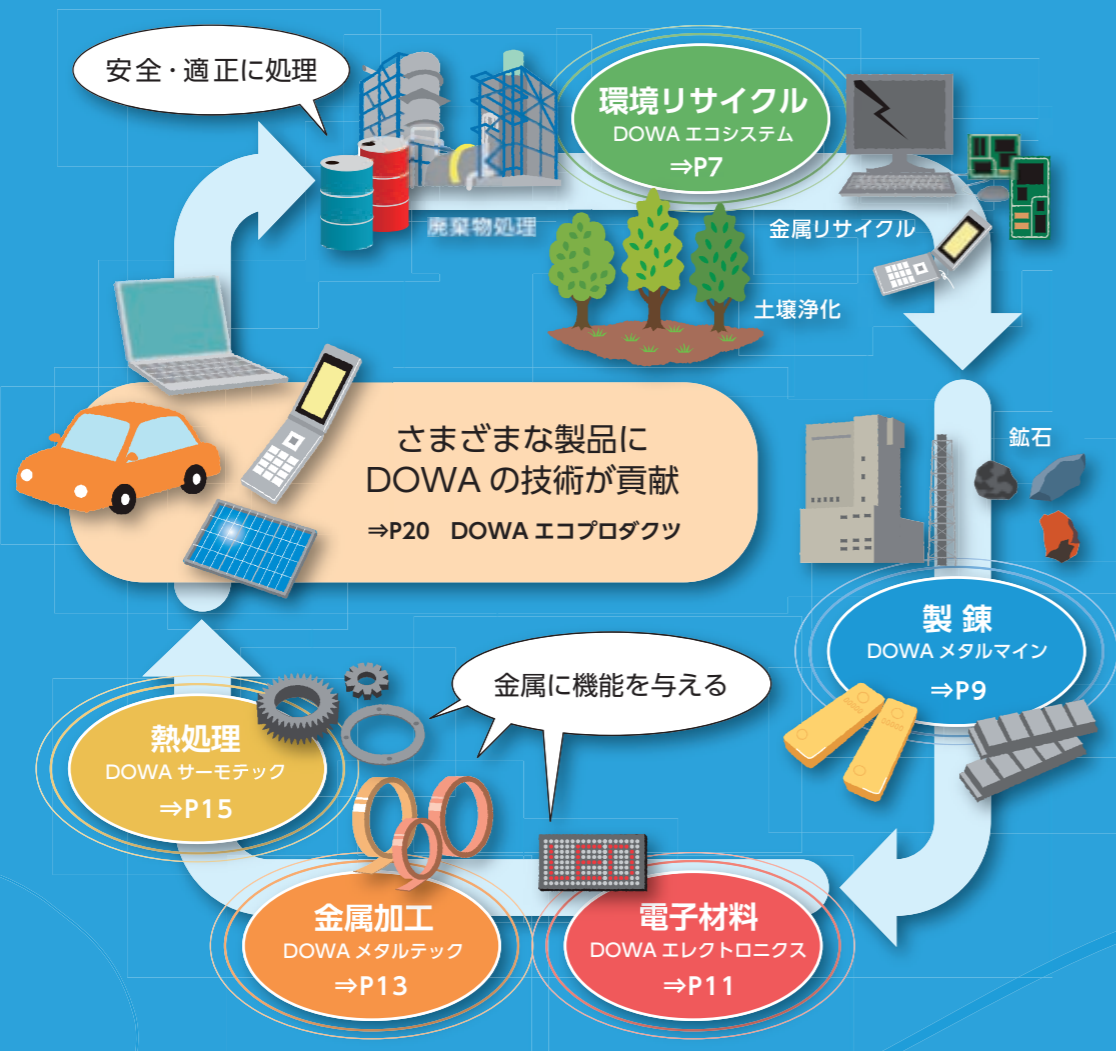 安全・適正に処理
環境リサイクル
DOWA エコシステム
⇒P7
廃棄物処理
金属リサイクル
土壌浄化
さまざまな製品に
DOWA の技術が貢献
⇒P20 DOWA エコプロダクツ
鉱石
製 錬
DOWA メタルマイン
⇒P9
金属に機能を与える
熱処理
DOWA サーモテック
⇒P15
LED
金属加工
DOWA メタルテック
⇒P13
電子材料
DOWA エレクトロニクス
⇒P11